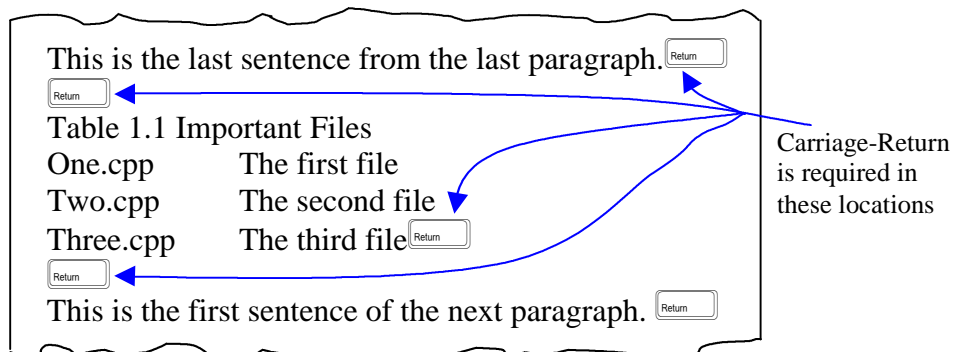 This is the last sentence from the last paragraph. Return
Return
Table 1.1 Important Files
One.cpp The first file
Two.cpp The second file
Three.cpp The third file Return
Return
This is the first sentence of the next paragraph. Return
Carriage-Return
is required in
these locations